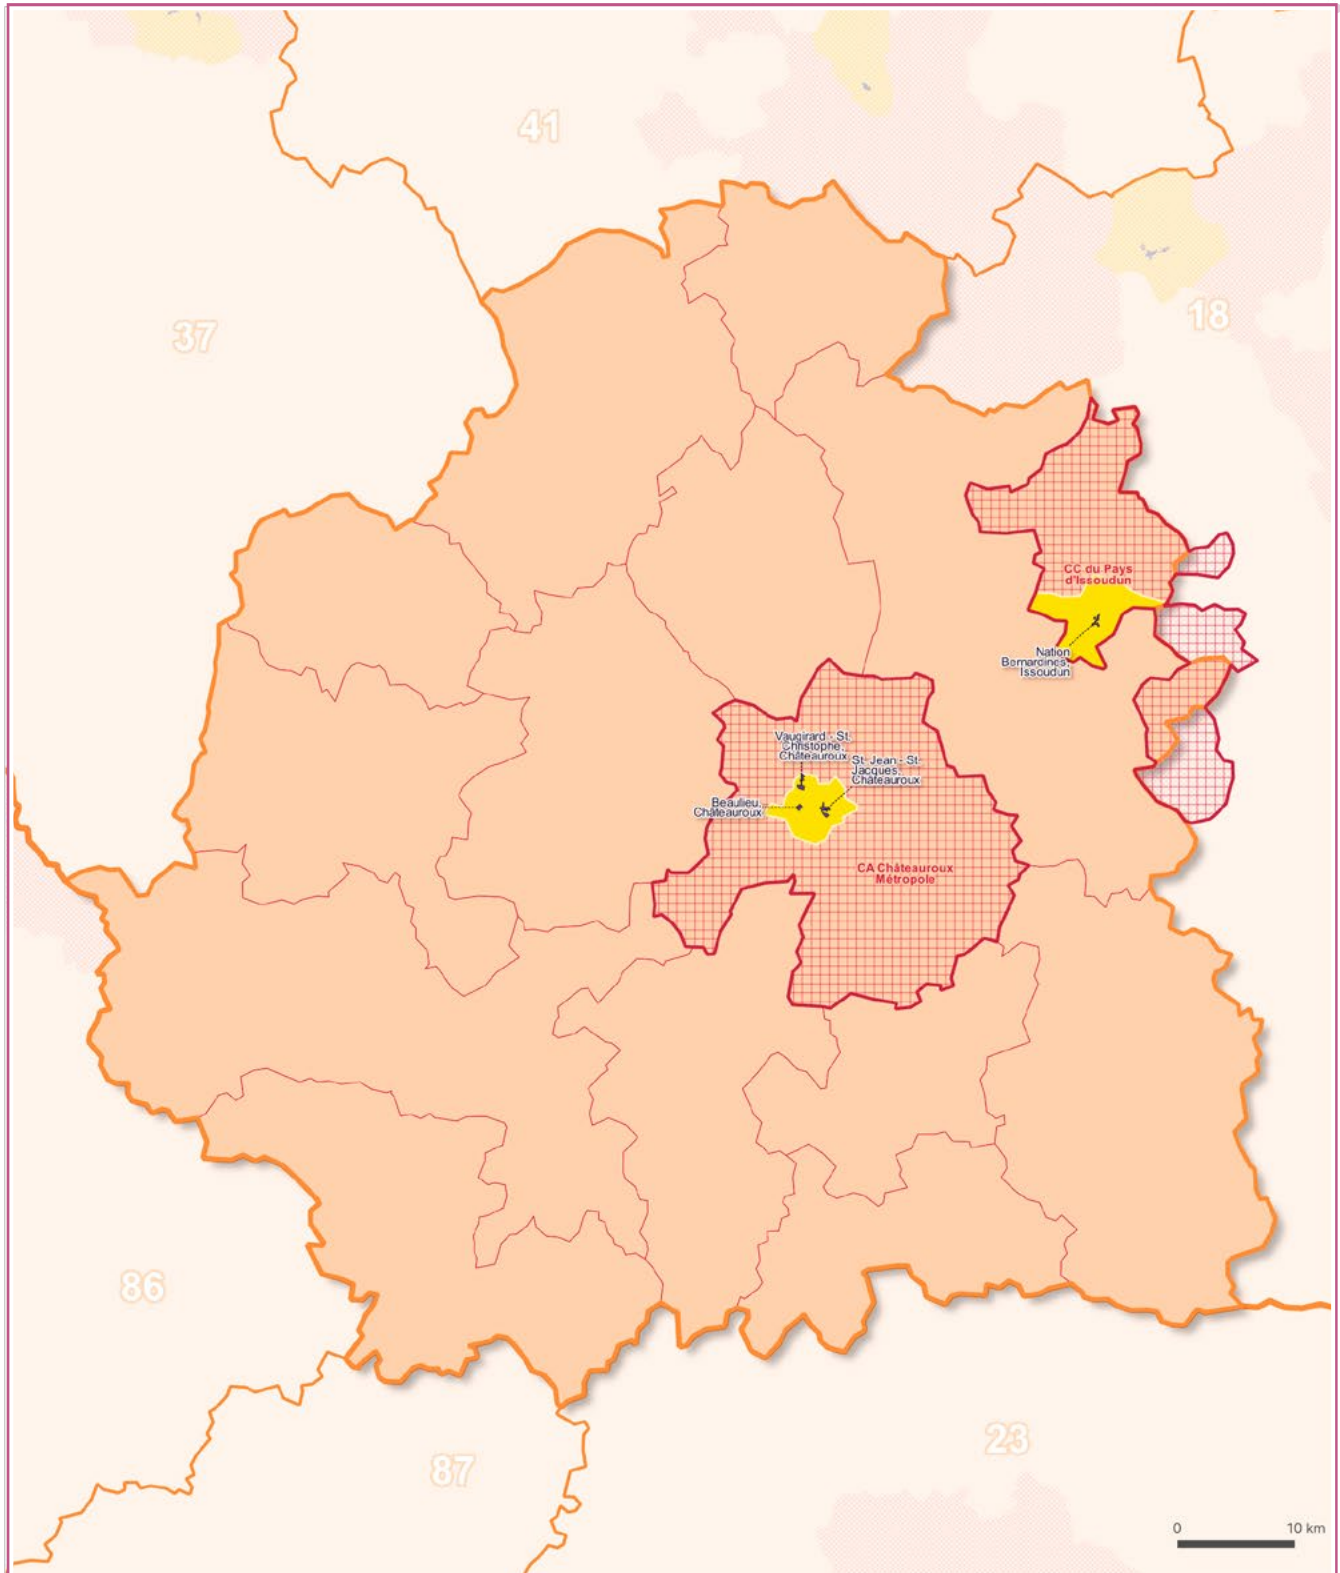 41
37
18
CC du Pays
d'Issoudun
Nation
Bernardines,
Issoudun
Vaugirard - St.
Christophe,
Châteauroux
St. Jean - St.
Jacques,
Châteauroux
Beaulieu,
Châteauroux
CA Châteauroux
Métropole
86
87
23
0 10 km